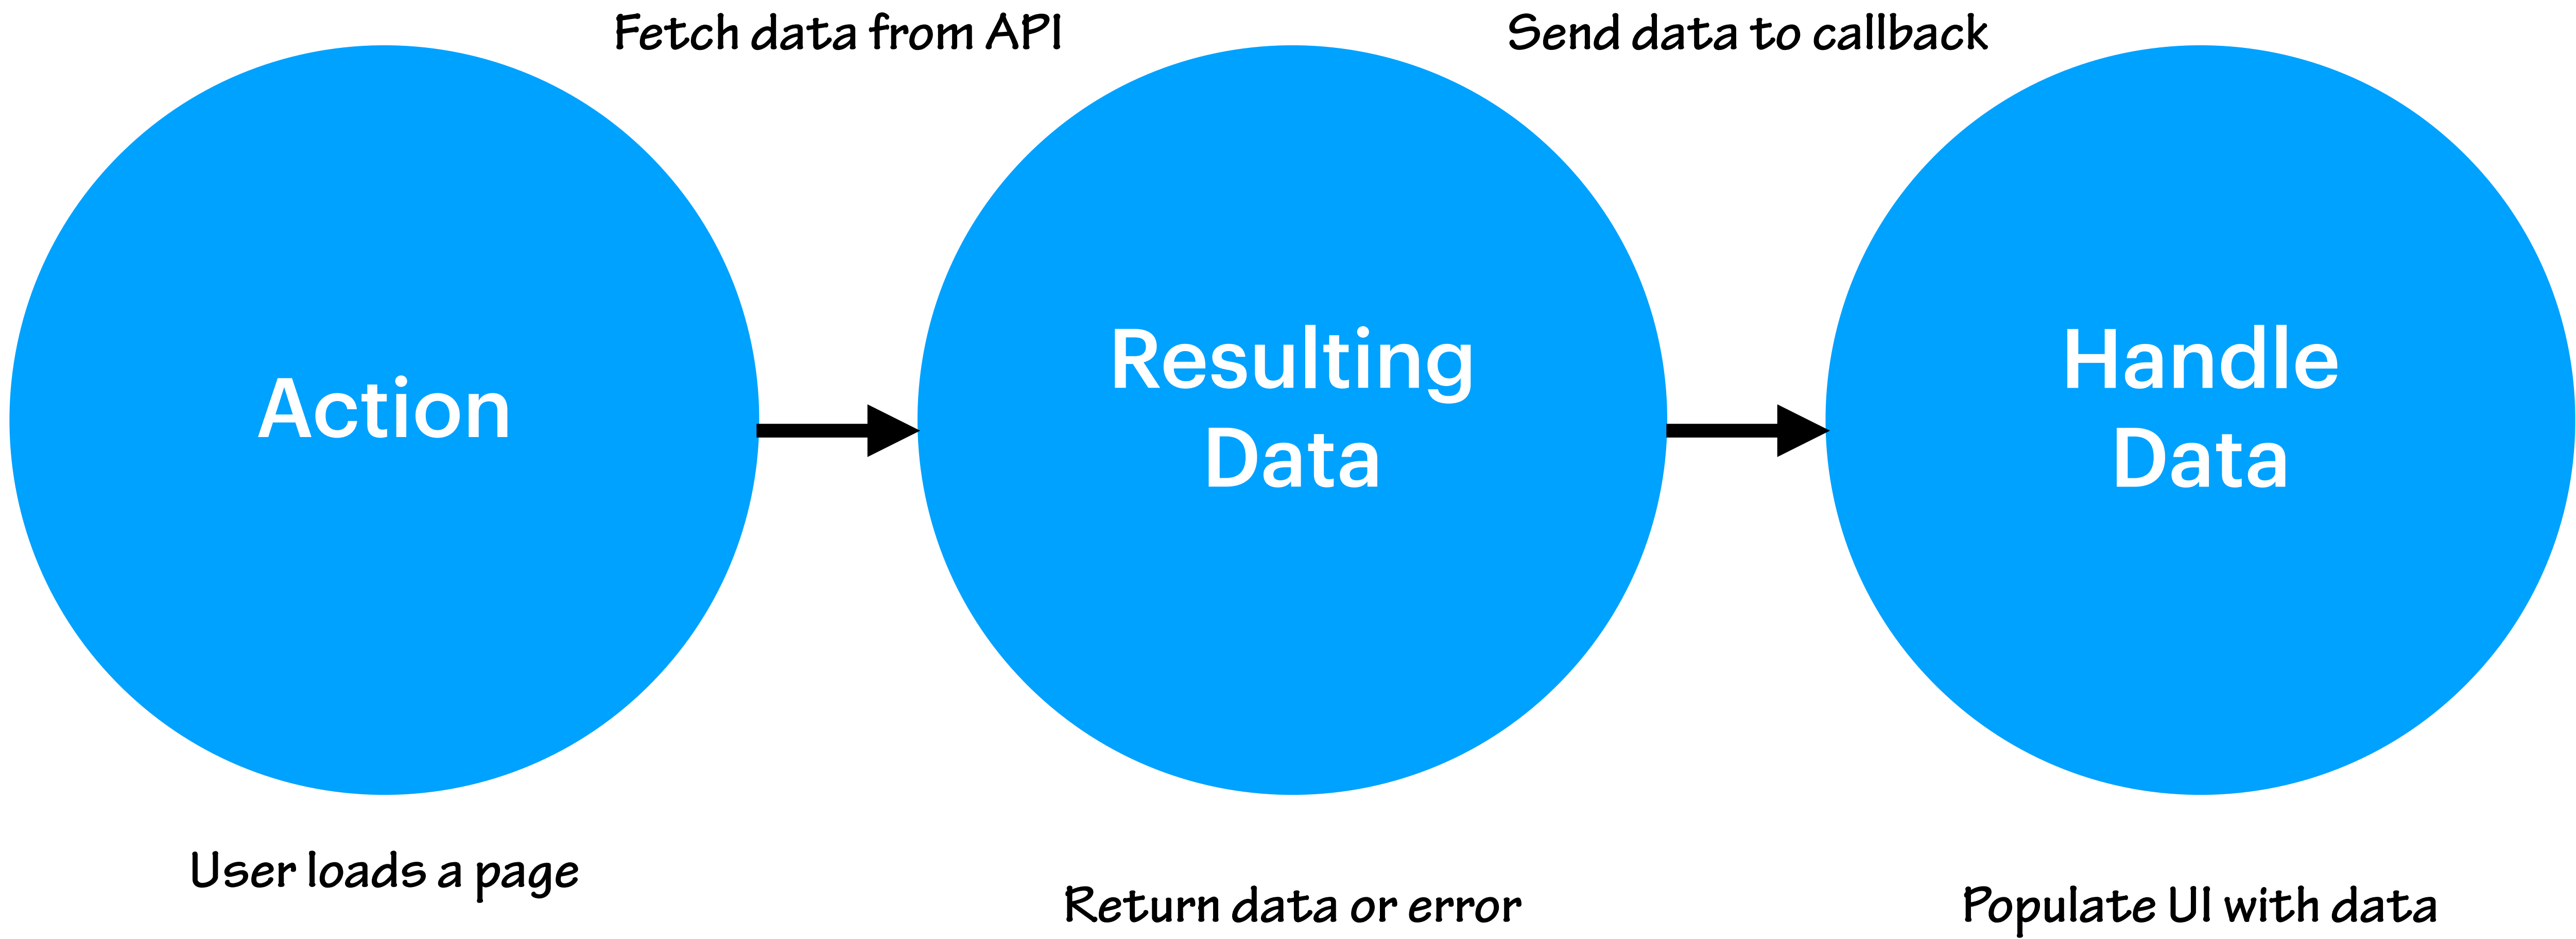 Fetch data from API
Send data to callback
Action
Resulting
Data
Handle
Data
User loads a page
Return data or error
Populate UI with data